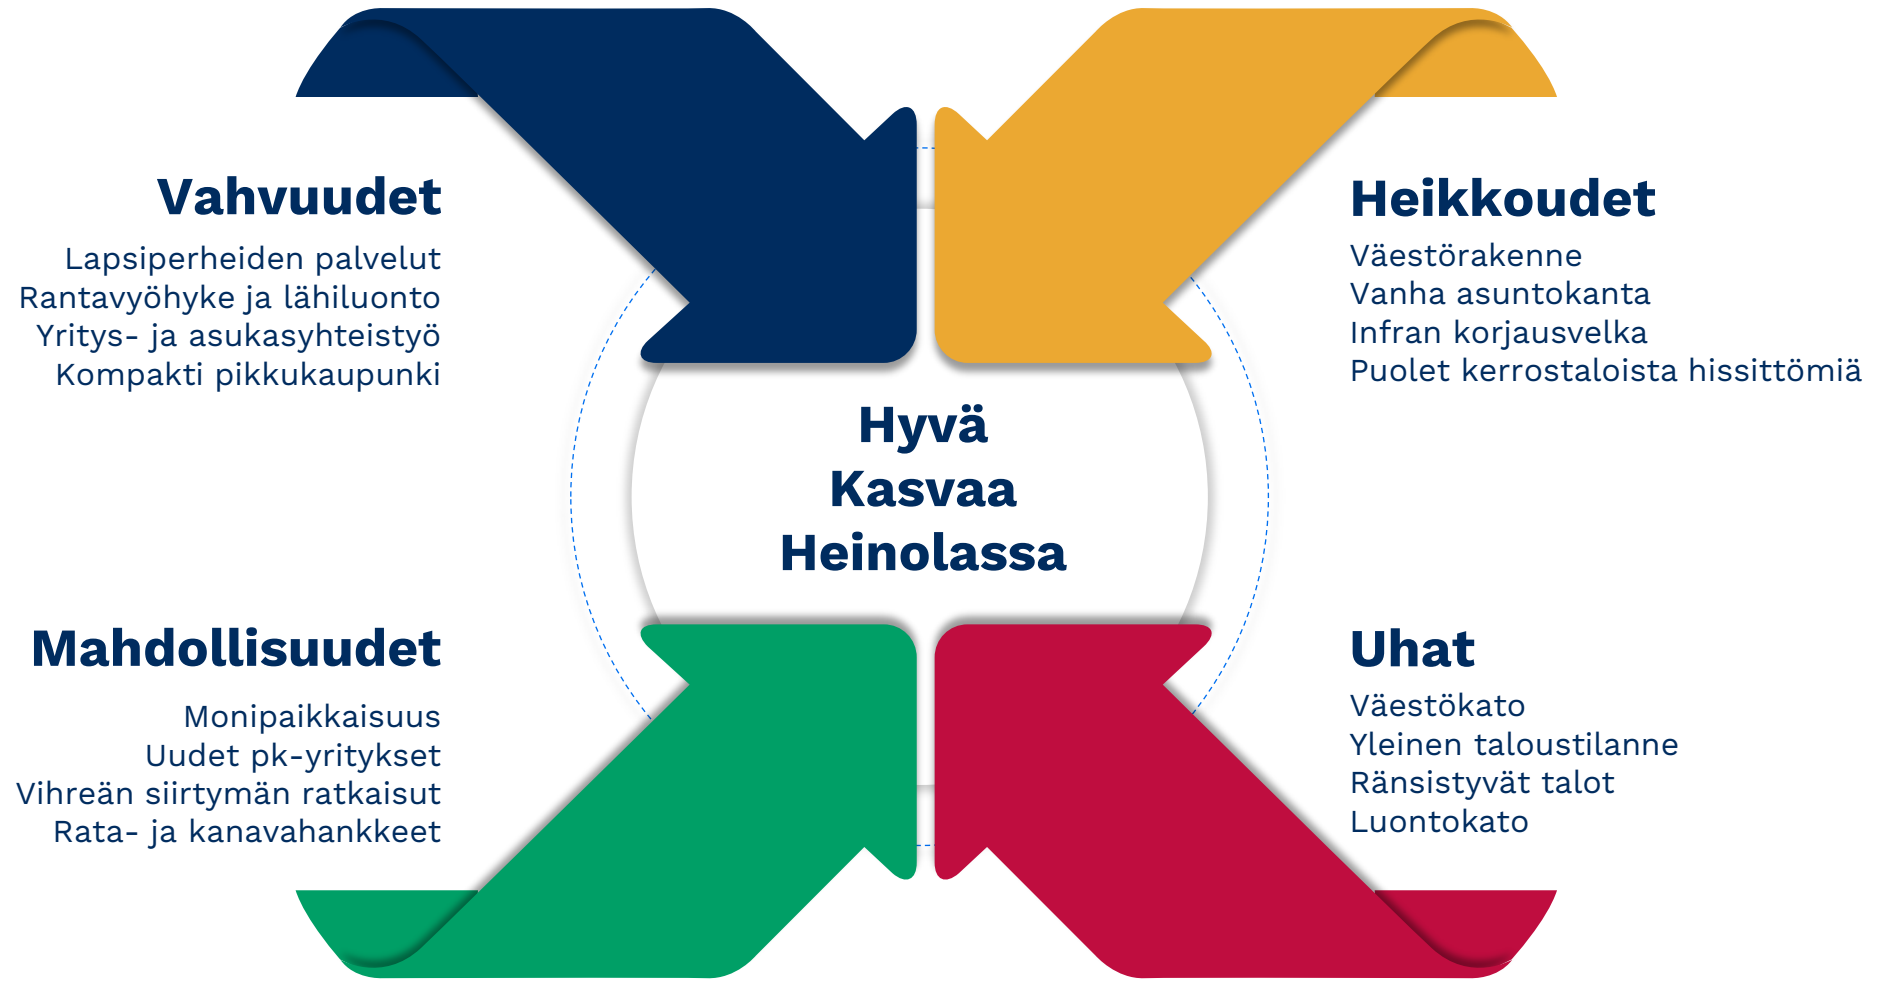 Vahvuudet
Lapsiperheiden palvelut
Rantavyöhyke ja lähiluonto
Yritys- ja asukasyhteistyö
Kompakti pikkukaupunki
Heikkoudet
Väestörakenne
Vanha asuntokanta
Infran korjausvelka
Puolet kerrostaloista hissittömiä
Hyvä
Kasvaa
Heinolassa
Mahdollisuudet
Monipaikkaisuus
Uudet pk-yritykset
Vihreän siirtymän ratkaisut
Rata- ja kanavahankkeet
Uhat
Väestökato
Yleinen taloustilanne
Ränsistyvät talot
Luontokato